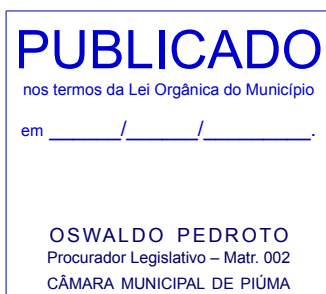 PUBLICADO
nos termos da Lei Orgânica do Município
em ______/______/_________.
OSWALDO PEDROTO
Procurador Legislativo – Matr. 002
CÂMARA MUNICIPAL DE PIÚMA